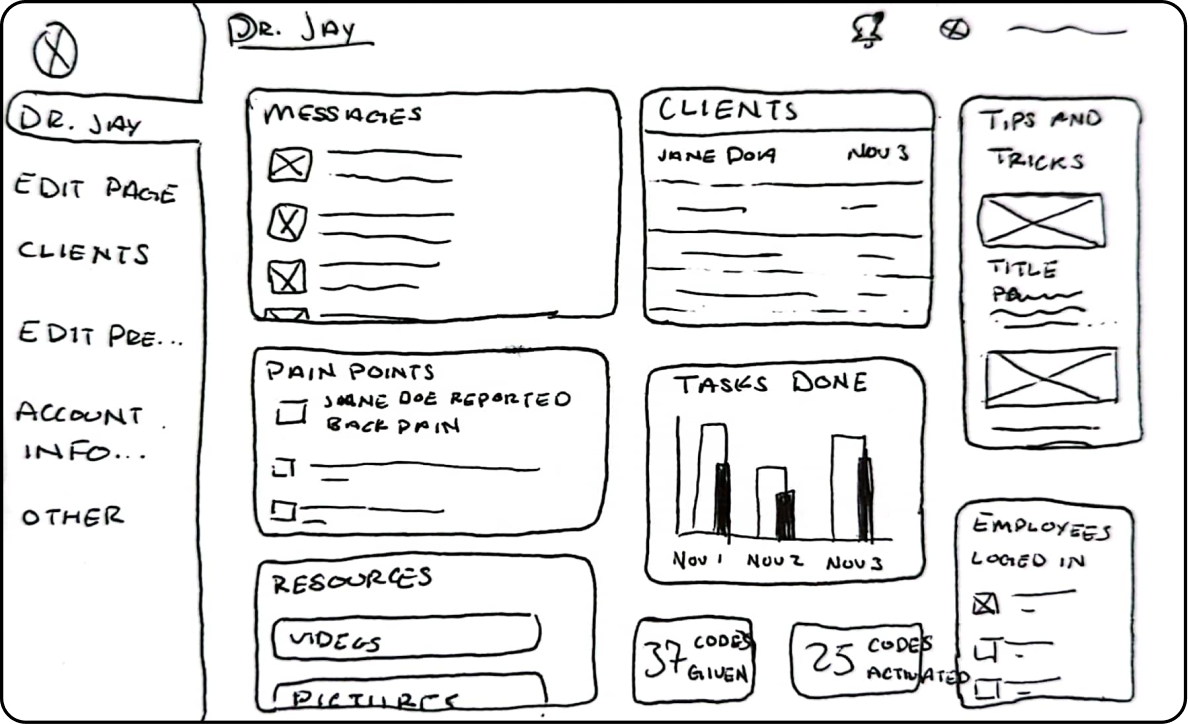 DR. JAY
DR. JAY
EDIT PAGE
CLIENTS
EDIT PRE...
ACCOUNT
INFO...
OTHER
MESSAGES
PAIN POINTS
JANE DOE REPORTED
BACK PAIN
RESOURCES
VIDEOS
PICTURES
CLIENTS
JANE DOA NOV 3
TASKS DONE
NOV 1 NOV 2 NOV 3
37 CODES
GIVEN
25 CODES
ACTIVATED
TIPS AND
TRICKS
TITLE
EMPLOYEES
LOGED IN